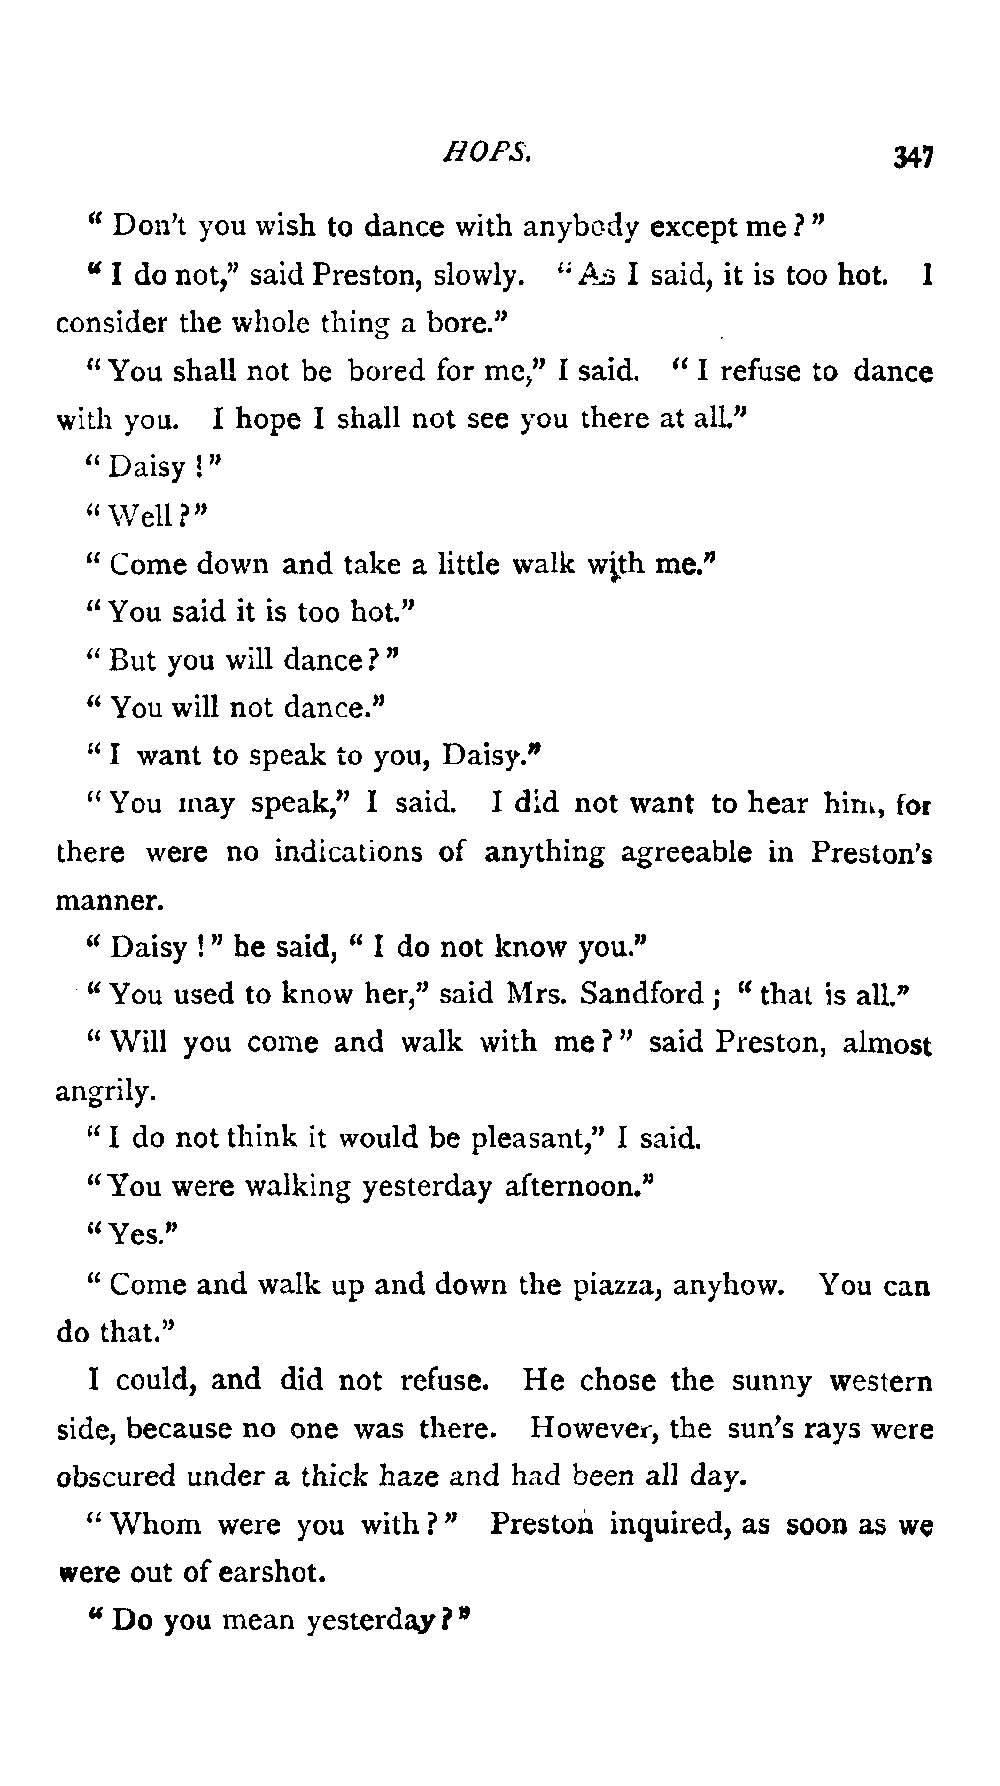 HOPS.
347
" Don't you wish to dance with anybody except me?"
" I do not," said Preston, slowly. "As I said, it is too hot. I
consider the whole thing a bore."
"You shall not be bored for me," I said. " I refuse to dance
with you. I hope I shall not see you there at all."
" Daisy !"
"Well?"
" Come down and take a little walk with me."
"You said it is too hot."
" But you will dance?"
" You will not dance."
"I want to speak to you, Daisy."
"You may speak," I said. I did not want to hear him, for
there were no indications of anything agreeable in Preston's
manner.
" Daisy !" he said, " I do not know you."
"You used to know her," said Mrs. Sandford; "that is all."
"Will you come and walk with me?" said Preston, almost
angrily.
"I do not think it would be pleasant," I said.
"You were walking yesterday afternoon."
"Yes."
" Come and walk up and down the piazza, anyhow. You can
do that."
I could, and did not refuse. He chose the sunny western
side, because no one was there. However, the sun's rays were
obscured under a thick haze and had been all day.
"Whom were you with?" Preston inquired, as soon as we
were out of earshot.
" Do you mean yesterday?"